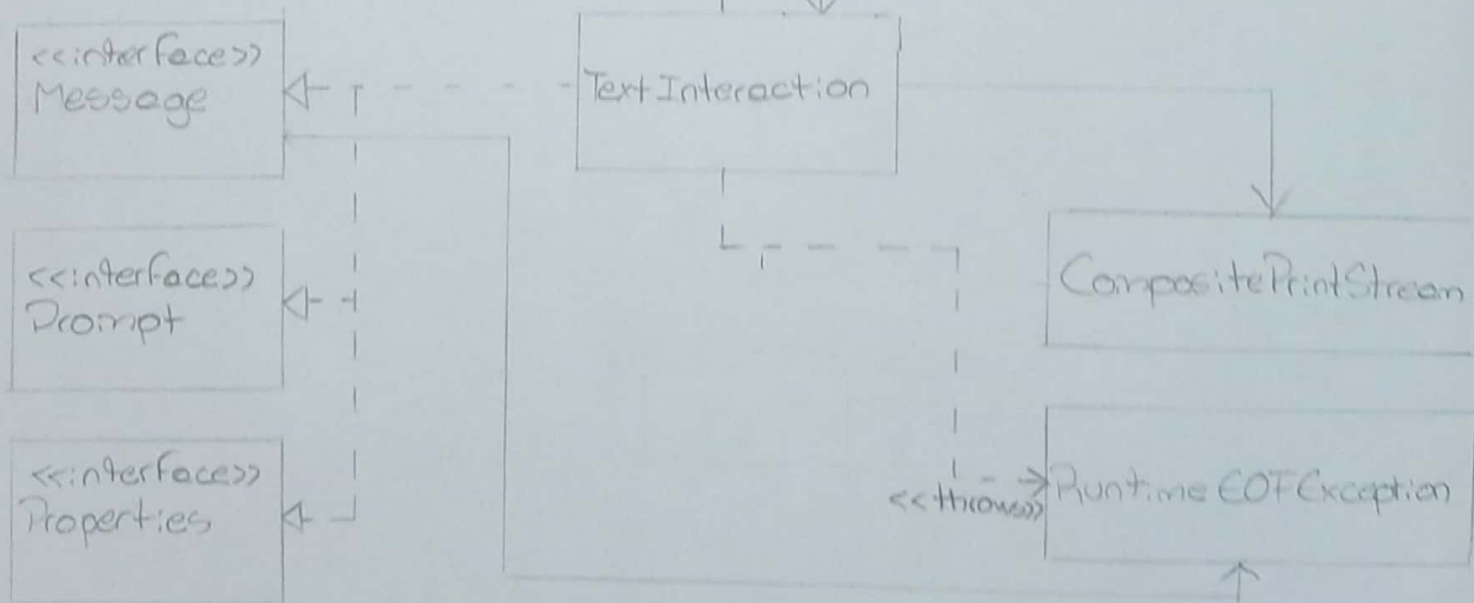 <<interface>>
Message
TextInteraction
<<interface>>
Prompt
CompositePrintStream
<<interface>>
Properties
<<throws>>
RuntimeEOFException